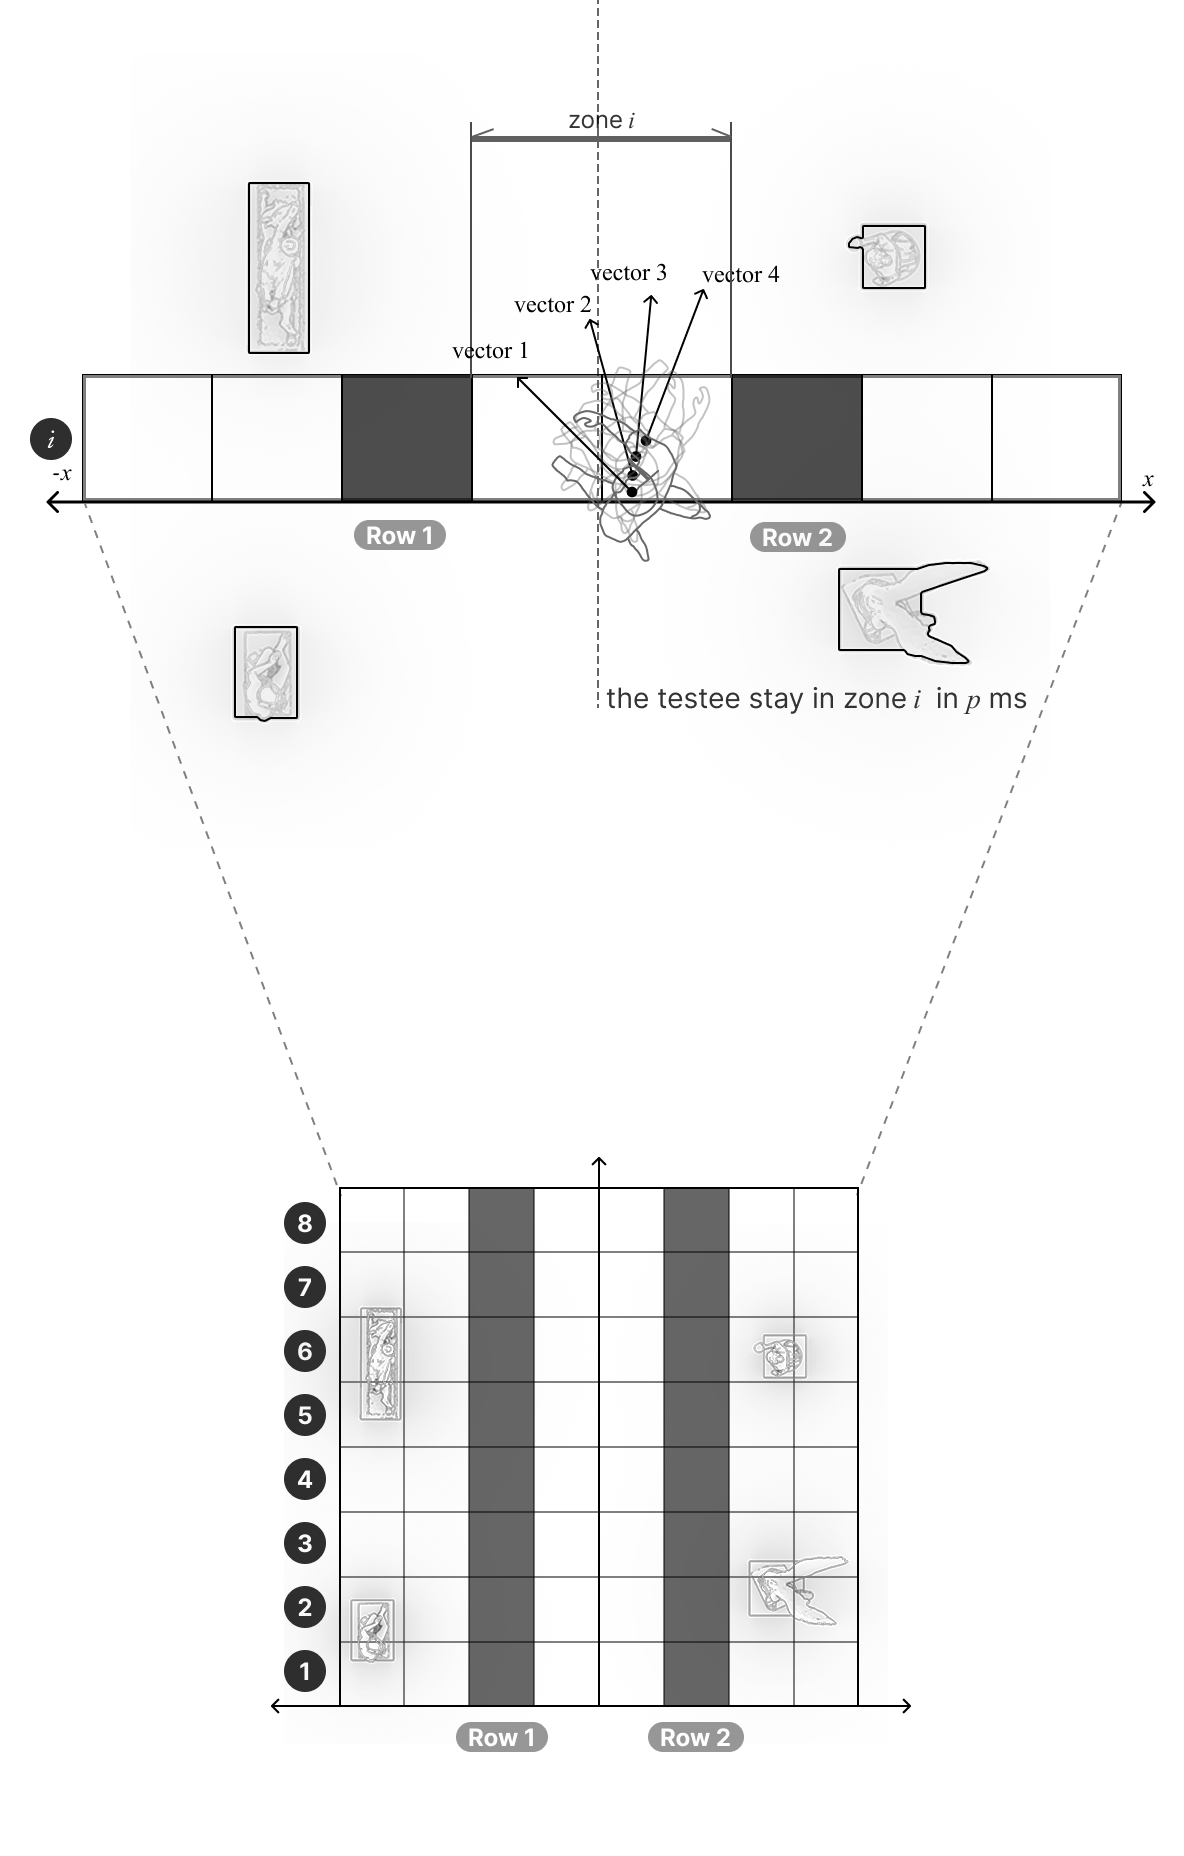 zone i
vector 3
vector 4
vector 2
vector 1
i
-x
x
Row 1
Row 2
the testee stay in zone i in p ms
8
7
6
5
4
3
2
1
Row 1
Row 2